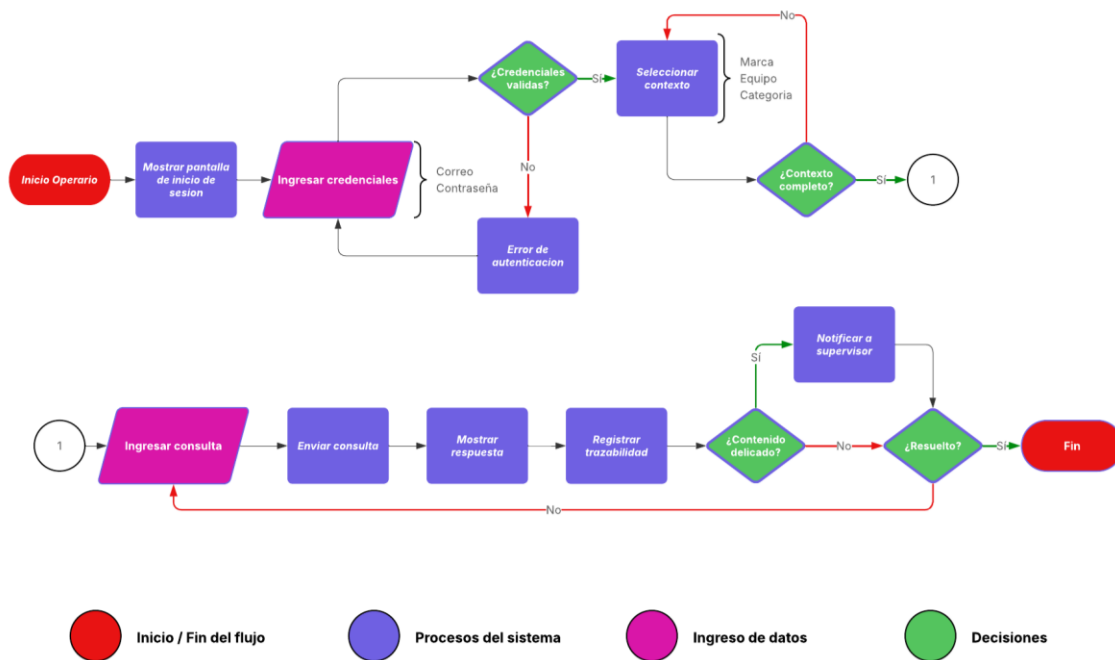 No
¿Credenciales
validas?
Sí
Seleccionar
contexto
Marca
Equipo
Categoria
Inicio Operario
Mostrar pantalla
de inicio de
sesion
Ingresar credenciales
Correo
Contraseña
No
¿Contexto
completo?
Sí
1
Error de
autenticacion
Notificar a
supervisor
Sí
1
Ingresar consulta
Enviar consulta
Mostrar
respuesta
Registrar
trazabilidad
¿Contenido
delicado?
No
¿Resuelto?
Sí
Fin
No
Inicio / Fin del flujo
Procesos del sistema
Ingreso de datos
Decisiones